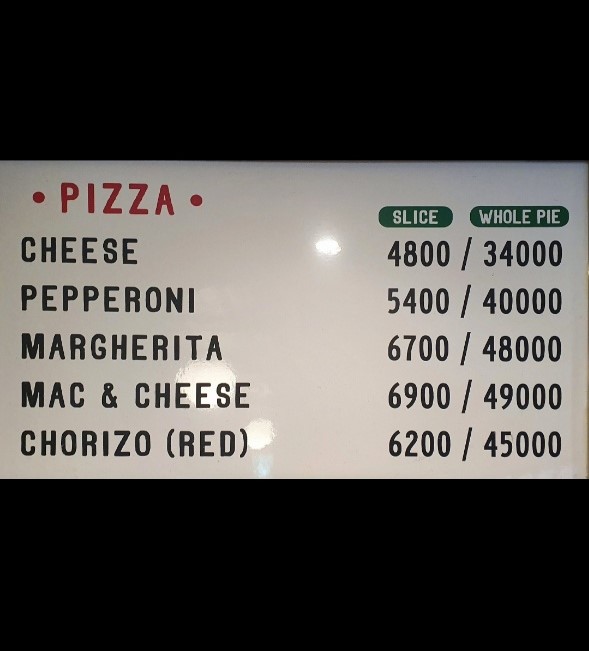 • PIZZA •
SLICE WHOLE PIE
CHEESE 4800 / 34000
PEPPERONI 5400 / 40000
MARGHERITA 6700 / 48000
MAC & CHEESE 6900 / 49000
CHORIZO (RED) 6200 / 45000